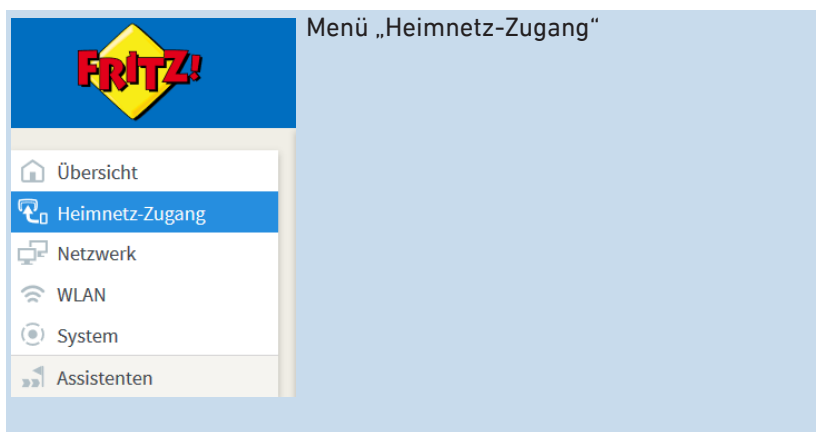 Menü „Heimnetz-Zugang“
FRITZ!
Übersicht
Heimnetz-Zugang
Netzwerk
WLAN
System
Assistenten